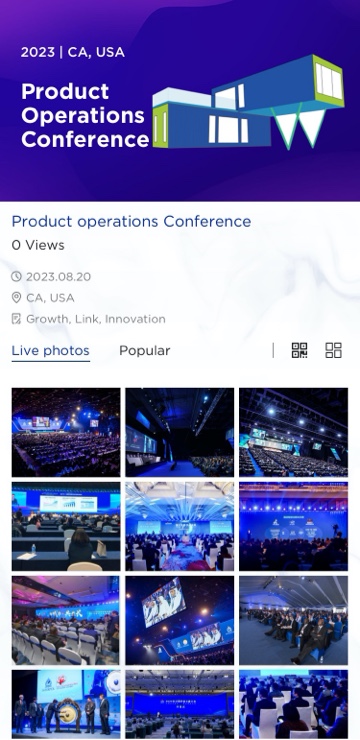 2023 | CA, USA
Product
Operations
Conference
Product operations Conference
0 Views
2023.08.20
CA, USA
Growth, Link, Innovation
Live photos
Popular